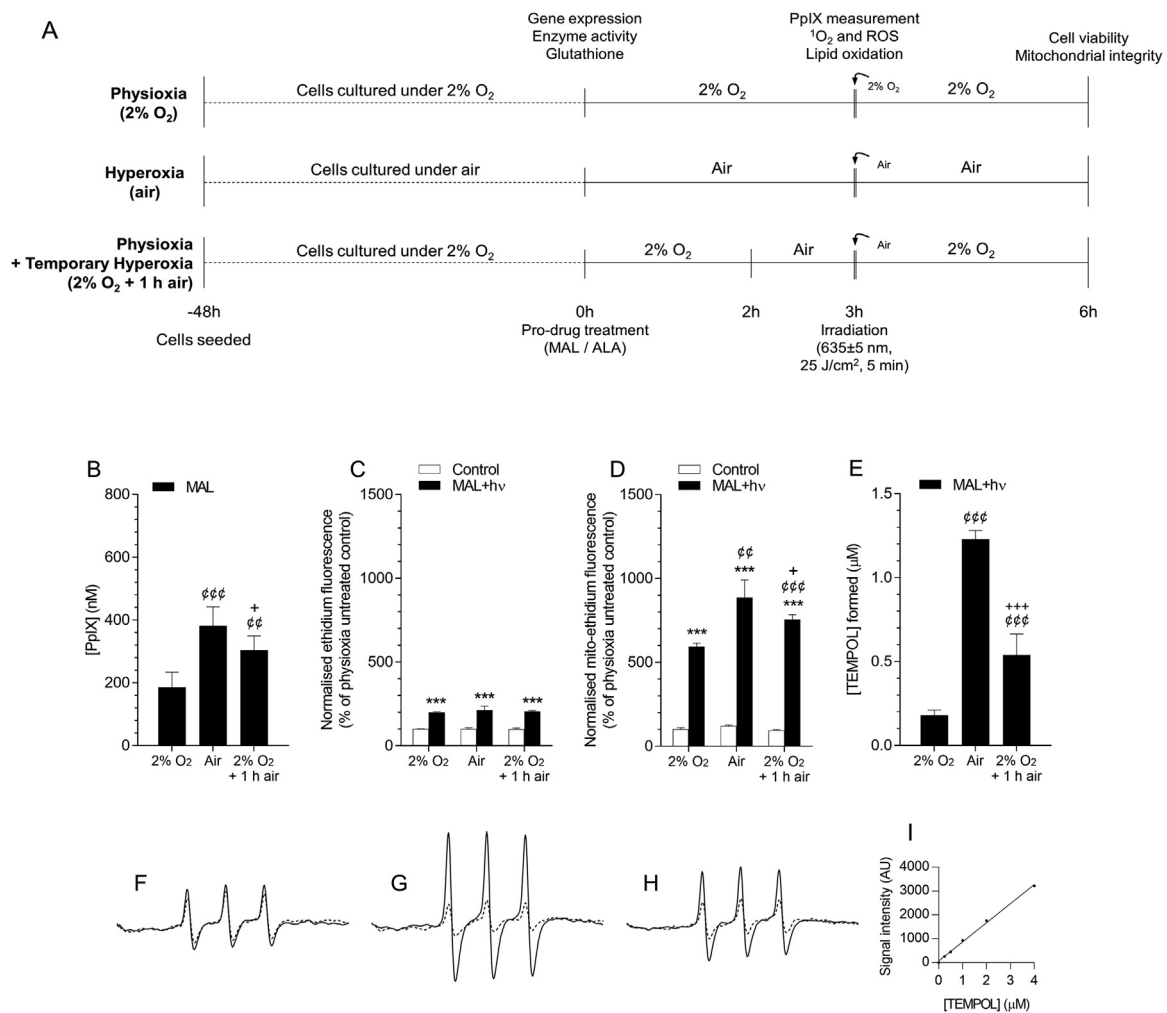 A
Gene expression
Enzyme activity
Glutathione
PpIX measurement
¹O₂ and ROS
Lipid oxidation
Cell viability
Mitochondrial integrity
Physioxia
(2% O₂)
Cells cultured under 2% O₂
2% O₂
2% O₂
2% O₂
Hyperoxia
(air)
Cells cultured under air
Air
Air
Air
Physioxia
+ Temporary Hyperoxia
(2% O₂ + 1 h air)
Cells cultured under 2% O₂
2% O₂
Air
Air
2% O₂
-48h
0h
2h
3h
6h
Cells seeded
Pro-drug treatment
(MAL / ALA)
Irradiation
(635±5 nm,
25 J/cm², 5 min)
B
MAL
[PpIX] (nM)
800
600
400
200
0
¢¢¢
+
¢¢
2% O₂
Air
2% O₂
+ 1 h air
C
Control
MAL+hν
Normalised ethidium fluorescence
(% of physioxia untreated control)
1500
1000
500
0
***
***
***
2% O₂
Air
2% O₂
+ 1 h air
D
Control
MAL+hν
Normalised mito-ethidium fluorescence
(% of physioxia untreated control)
1500
1000
500
0
***
¢¢
***
+
¢¢¢
***
2% O₂
Air
2% O₂
+ 1 h air
E
MAL+hν
[TEMPOL] formed (µM)
1.5
1.2
0.9
0.6
0.3
0.0
¢¢¢
+++
¢¢¢
2% O₂
Air
2% O₂
+ 1 h air
F
G
H
I
Signal intensity (AU)
4000
3000
2000
1000
0
0 1 2 3 4
[TEMPOL] (µM)